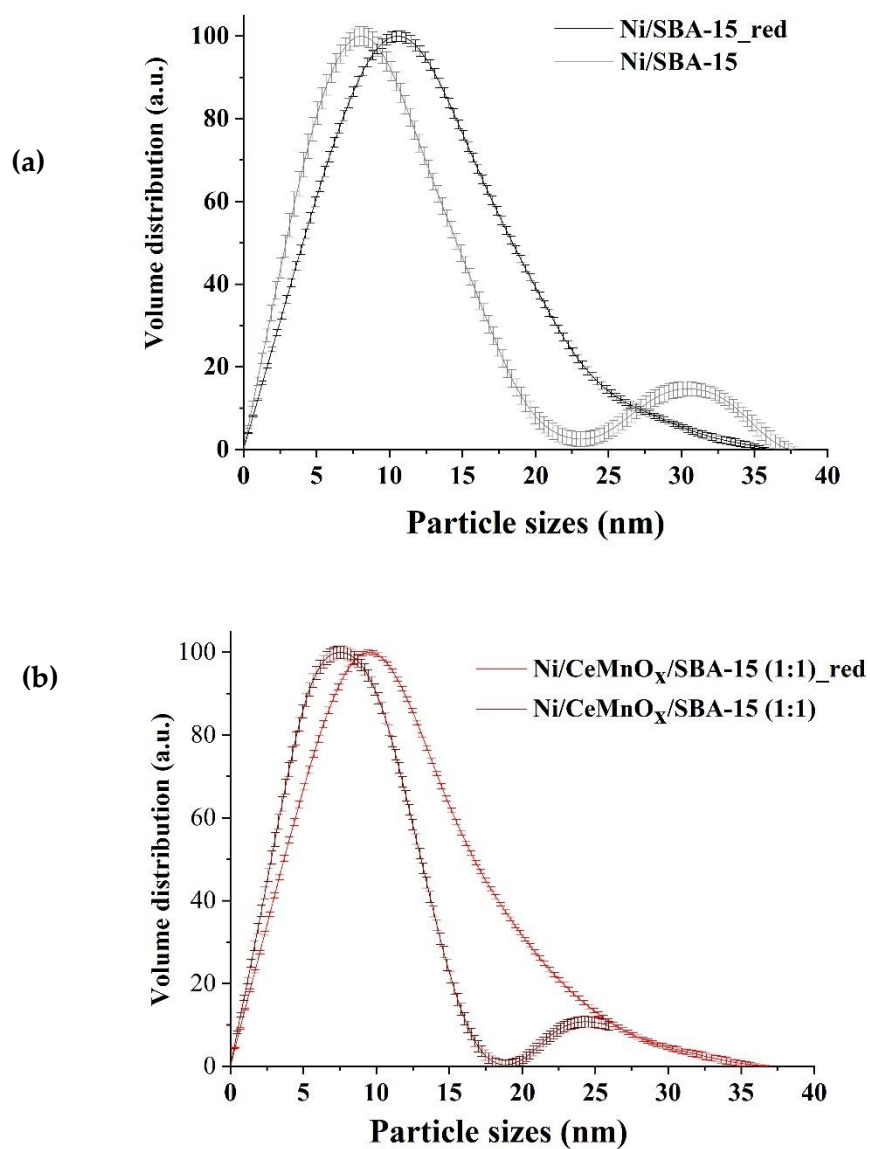 (a)
Volume distribution (a.u.)
100
80
60
40
20
0
Ni/SBA-15_red
Ni/SBA-15
0 5 10 15 20 25 30 35 40
Particle sizes (nm)
(b)
Volume distribution (a.u.)
100
80
60
40
20
0
Ni/CeMnOx/SBA-15 (1:1)_red
Ni/CeMnOx/SBA-15 (1:1)
0 5 10 15 20 25 30 35 40
Particle sizes (nm)